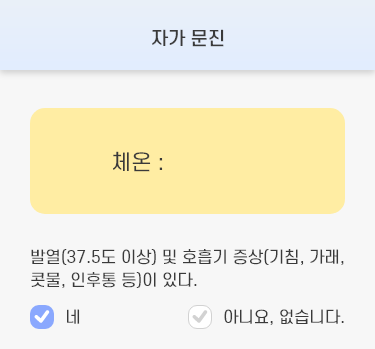 자가 문진
체온 :
발열(37.5도 이상) 및 호흡기 증상(기침, 가래,
콧물, 인후통 등)이 있다.
네 아니요, 없습니다.